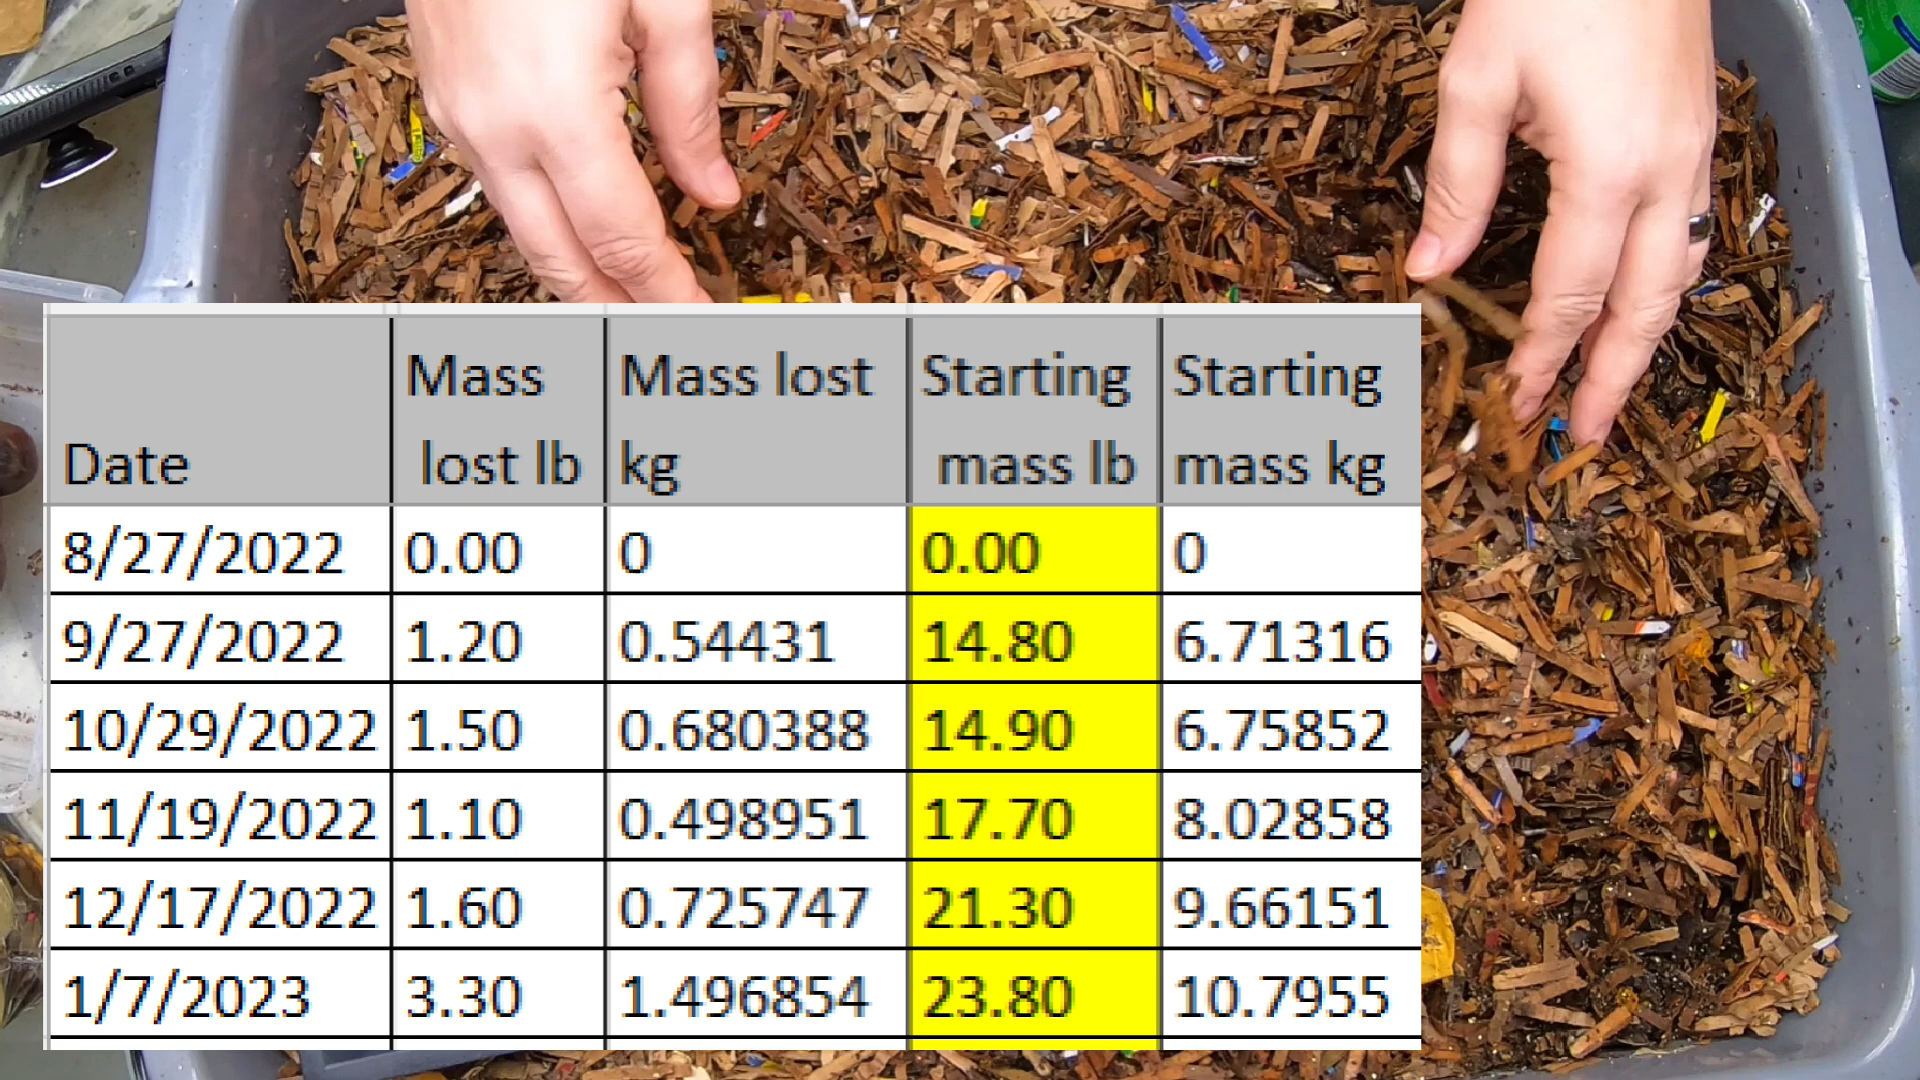 Date Mass lost lb Mass lost kg Starting mass lb Starting mass kg
8/27/2022 0.00 0 0.00 0
9/27/2022 1.20 0.54431 14.80 6.71316
10/29/2022 1.50 0.680388 14.90 6.75852
11/19/2022 1.10 0.498951 17.70 8.02858
12/17/2022 1.60 0.725747 21.30 9.66151
1/7/2023 3.30 1.496854 23.80 10.7955